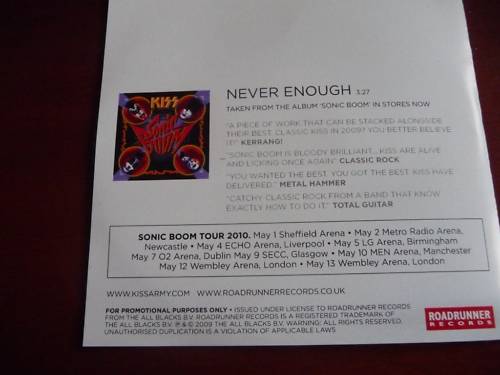 KISS
Sonic Boom
NEVER ENOUGH 3:27
TAKEN FROM THE ALBUM 'SONIC BOOM' IN STORES NOW
"A PIECE OF WORK THAT CAN BE STACKED ALONGSIDE
THEIR BEST. CLASSIC KISS IN 2009? YOU BETTER BELIEVE
IT!" KERRANG!
"SONIC BOOM IS BLOODY BRILLIANT... KISS ARE ALIVE
AND LICKING ONCE AGAIN" CLASSIC ROCK
"YOU WANTED THE BEST, YOU GOT THE BEST. KISS HAVE
DELIVERED." METAL HAMMER
"CATCHY CLASSIC ROCK FROM A BAND THAT KNOW
EXACTLY HOW TO DO IT." TOTAL GUITAR
SONIC BOOM TOUR 2010. May 1 Sheffield Arena • May 2 Metro Radio Arena,
Newcastle • May 4 ECHO Arena, Liverpool • May 5 LG Arena, Birmingham
May 7 O2 Arena, Dublin May 9 SECC, Glasgow • May 10 MEN Arena, Manchester
May 12 Wembley Arena, London • May 13 Wembley Arena, London
WWW.KISSARMY.COM WWW.ROADRUNNERRECORDS.CO.UK
FOR PROMOTIONAL PURPOSES ONLY • ISSUED UNDER LICENSE TO ROADRUNNER RECORDS
FROM THE ALL BLACKS B.V. ROADRUNNER RECORDS IS A REGISTERED TRADEMARK OF
THE ALL BLACKS B.V. ℗ & © 2009 THE ALL BLACKS B.V. WARNING: ALL RIGHTS RESERVED.
UNAUTHORISED DUPLICATION IS A VIOLATION OF APPLICABLE LAWS
ROADRUNNER
RECORDS